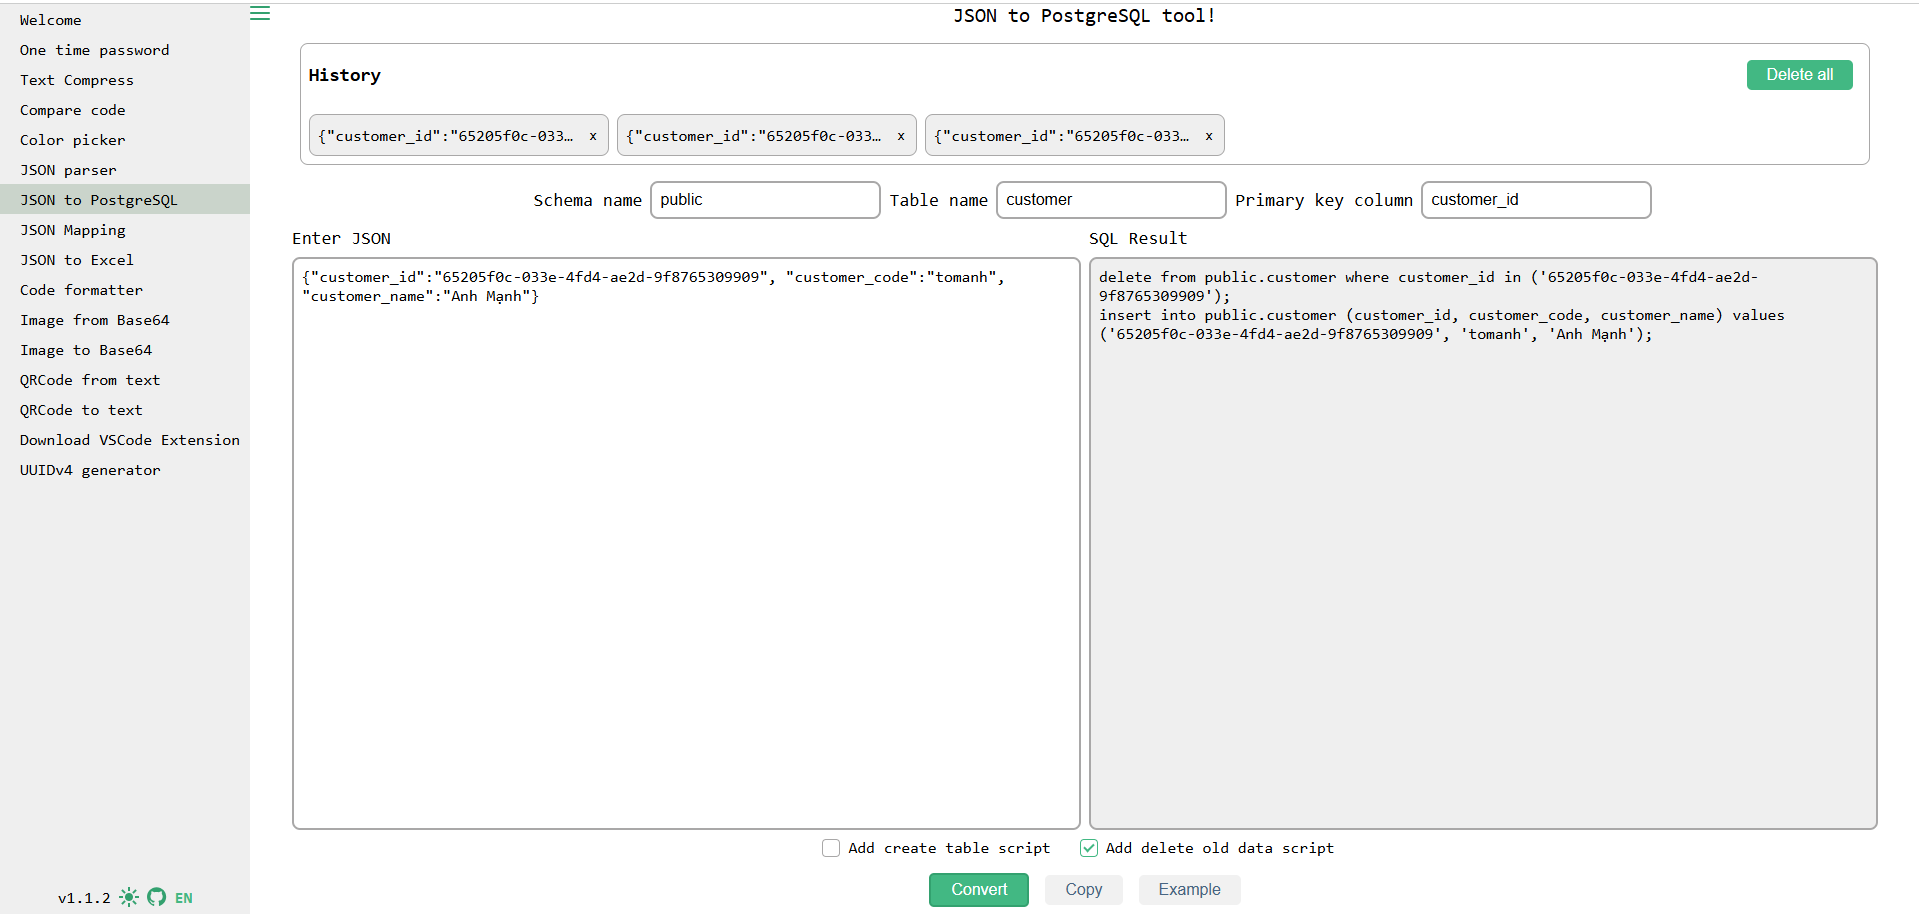 Welcome
One time password
Text Compress
Compare code
Color picker
JSON parser
JSON to PostgreSQL
JSON Mapping
JSON to Excel
Code formatter
Image from Base64
Image to Base64
QRCode from text
QRCode to text
Download VSCode Extension
UUIDv4 generator
v1.1.2 EN
JSON to PostgreSQL tool!
History
Delete all
{"customer_id":"65205f0c-033… x
{"customer_id":"65205f0c-033… x
{"customer_id":"65205f0c-033… x
Schema name public Table name customer Primary key column customer_id
Enter JSON
{"customer_id":"65205f0c-033e-4fd4-ae2d-9f8765309909", "customer_code":"tomanh",
"customer_name":"Anh Mạnh"}
SQL Result
delete from public.customer where customer_id in ('65205f0c-033e-4fd4-ae2d-
9f8765309909');
insert into public.customer (customer_id, customer_code, customer_name) values
('65205f0c-033e-4fd4-ae2d-9f8765309909', 'tomanh', 'Anh Mạnh');
Add create table script
Add delete old data script
Convert
Copy
Example